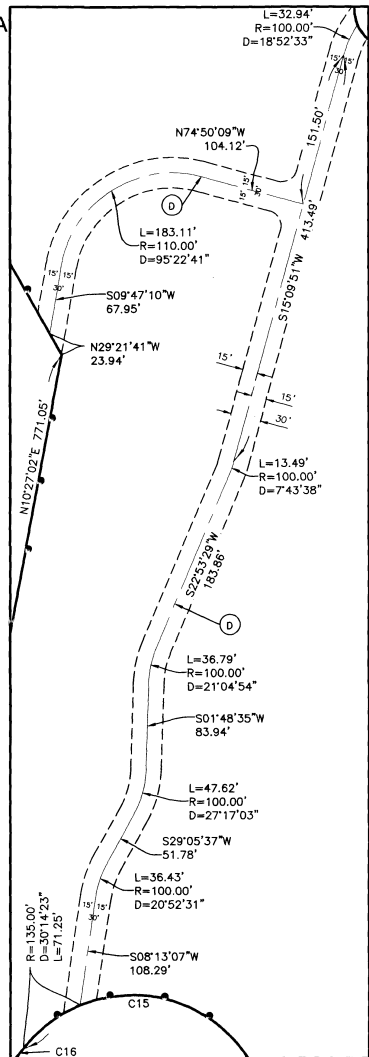 A
L=32.94'
R=100.00'
D=18°52'33"
15' 15'
30'
151.50'
N74°50'09"W
104.12'
15' 15'
30'
D
413.49'
L=183.11'
R=110.00'
D=95°22'41"
S15°09'51"W
15' 15'
30'
S09°47'10"W
67.95'
N29°21'41"W
23.94'
15'
15'
30'
N10°27'02"E 771.05'
L=13.49'
R=100.00'
D=7°43'38"
S22°53'29"W
183.86'
D
L=36.79'
R=100.00'
D=21°04'54"
S01°48'35"W
83.94'
L=47.62'
R=100.00'
D=27°17'03"
S29°05'37"W
51.78'
L=36.43'
R=100.00'
D=20°52'31"
15' 15'
30'
R=135.00'
D=30°14'23"
L=71.25'
S08°13'07"W
108.29'
C15
C16